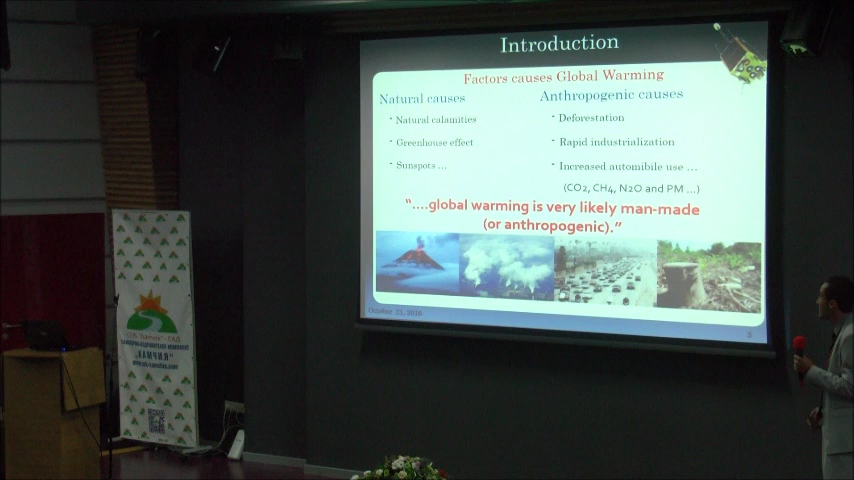 Introduction
Factors causes Global Warming
Natural causes
- Natural calamities
- Greenhouse effect
- Sunspots ...
Anthropogenic causes
- Deforestation
- Rapid industrialization
- Increased automibile use ...
(CO2, CH4, N2O and PM ...)
"....global warming is very likely man-made
(or anthropogenic)."
October 21, 2016